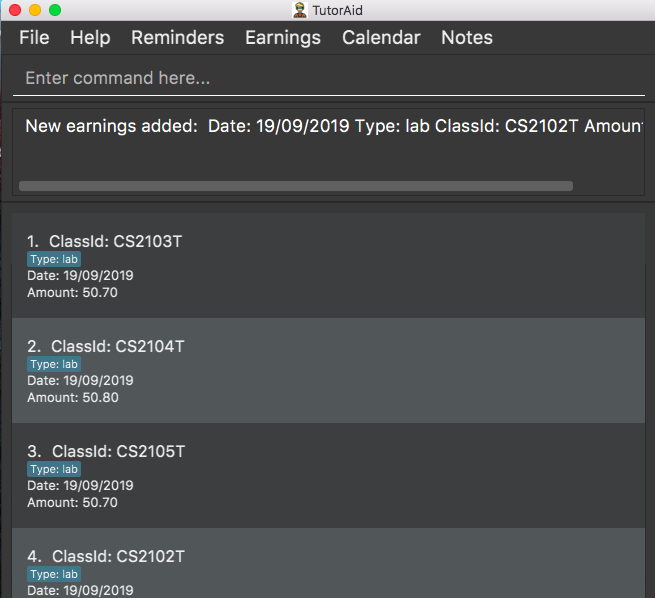 TutorAid
File Help Reminders Earnings Calendar Notes
Enter command here...
New earnings added: Date: 19/09/2019 Type: lab ClassId: CS2102T Amoun
1. ClassId: CS2103T
Type: lab
Date: 19/09/2019
Amount: 50.70
2. ClassId: CS2104T
Type: lab
Date: 19/09/2019
Amount: 50.80
3. ClassId: CS2105T
Type: lab
Date: 19/09/2019
Amount: 50.70
4. ClassId: CS2102T
Type: lab
Date: 19/09/2019